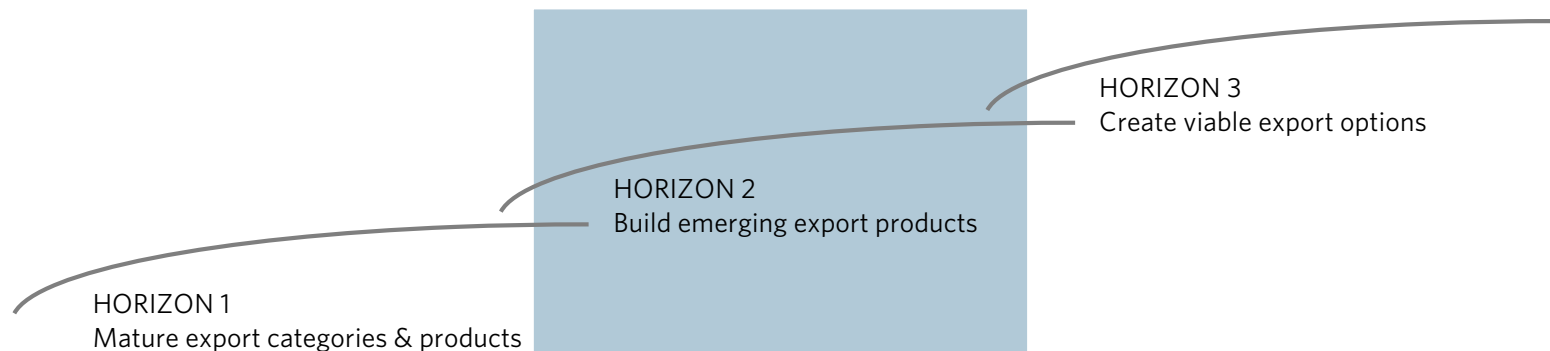 HORIZON 1
Mature export categories & products
HORIZON 2
Build emerging export products
HORIZON 3
Create viable export options